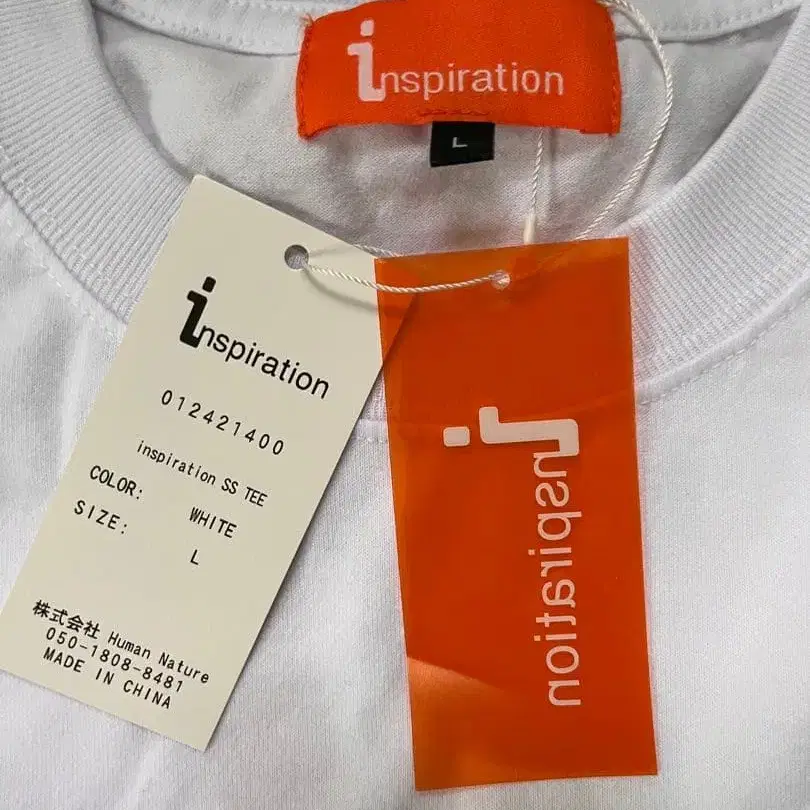 inspiration
L
inspiration
012421400
inspiration SS TEE
COLOR: WHITE
SIZE: L
株式会社 Human Nature
050-1808-8481
MADE IN CHINA
inspiration